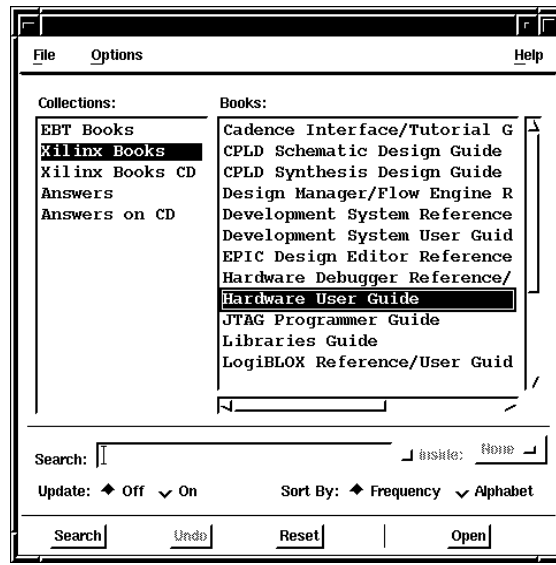 File Options Help
Collections: Books:
EBT Books
Xilinx Books
Xilinx Books CD
Answers
Answers on CD
Cadence Interface/Tutorial G
CPLD Schematic Design Guide
CPLD Synthesis Design Guide
Design Manager/Flow Engine R
Development System Reference
Development System User Guid
EPIC Design Editor Reference
Hardware Debugger Reference/
Hardware User Guide
JTAG Programmer Guide
Libraries Guide
LogiBLOX Reference/User Guid
Search: inside: None
Update: Off On Sort By: Frequency Alphabet
Search Undo Reset Open